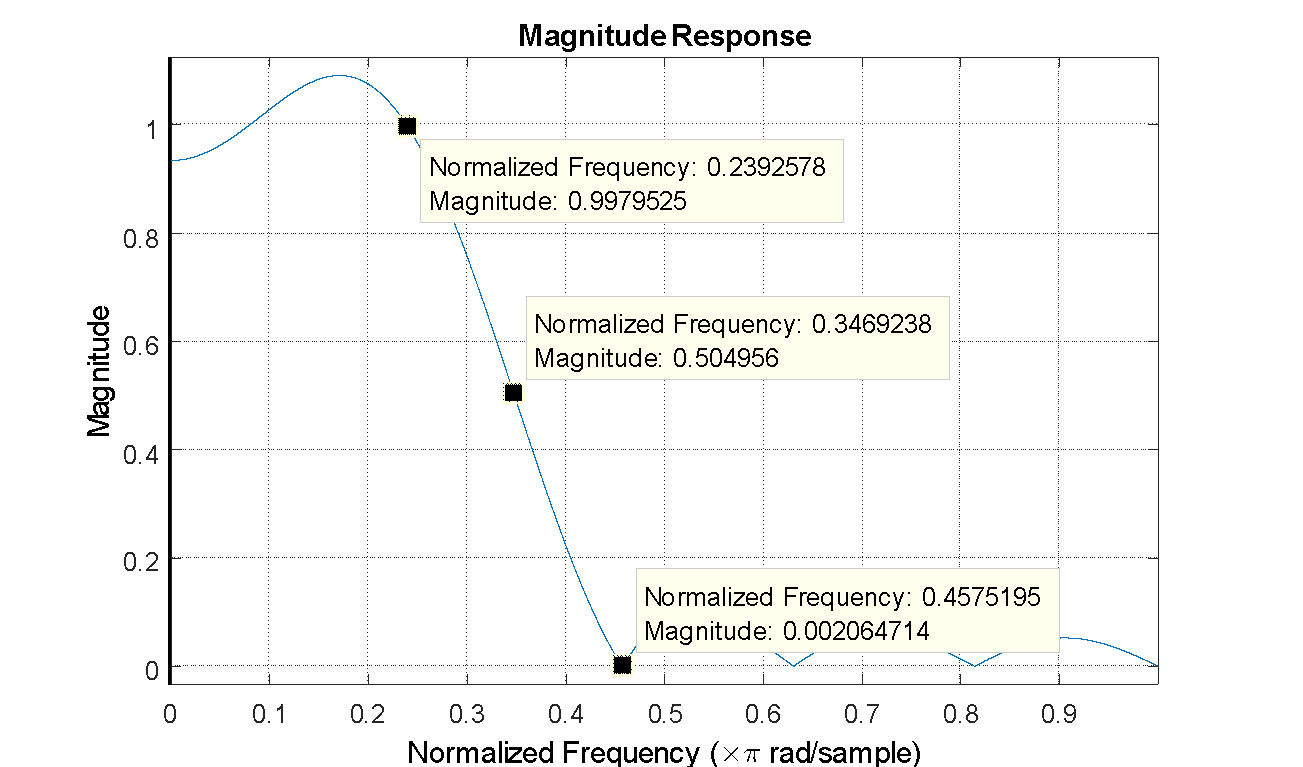 Magnitude Response
1
0.8
0.6
0.4
0.2
0
Magnitude
Normalized Frequency: 0.2392578
Magnitude: 0.9979525
Normalized Frequency: 0.3469238
Magnitude: 0.504956
Normalized Frequency: 0.4575195
Magnitude: 0.002064714
0 0.1 0.2 0.3 0.4 0.5 0.6 0.7 0.8 0.9
Normalized Frequency (×π rad/sample)